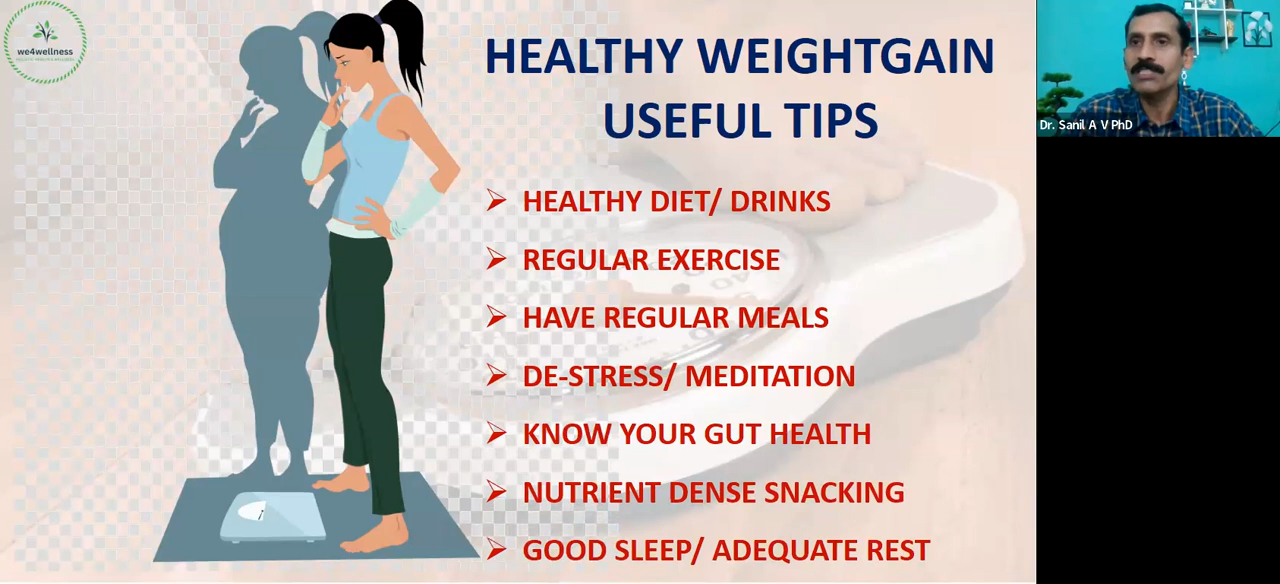 we4wellness
HEALTHY WEIGHTGAIN
USEFUL TIPS
HEALTHY DIET/ DRINKS
REGULAR EXERCISE
HAVE REGULAR MEALS
DE-STRESS/ MEDITATION
KNOW YOUR GUT HEALTH
NUTRIENT DENSE SNACKING
GOOD SLEEP/ ADEQUATE REST
Dr. Sanil A V PhD